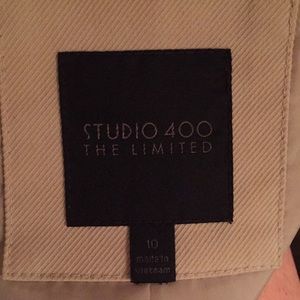 STUDIO 400
THE LIMITED
10
made in
vietnam